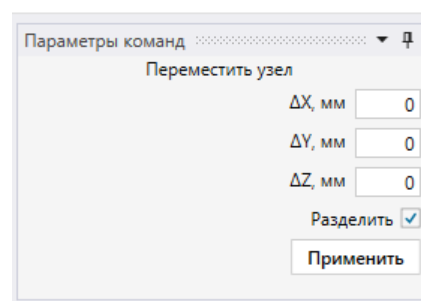 Параметры команд
Переместить узел
ΔX, мм 0
ΔY, мм 0
ΔZ, мм 0
Разделить
Применить